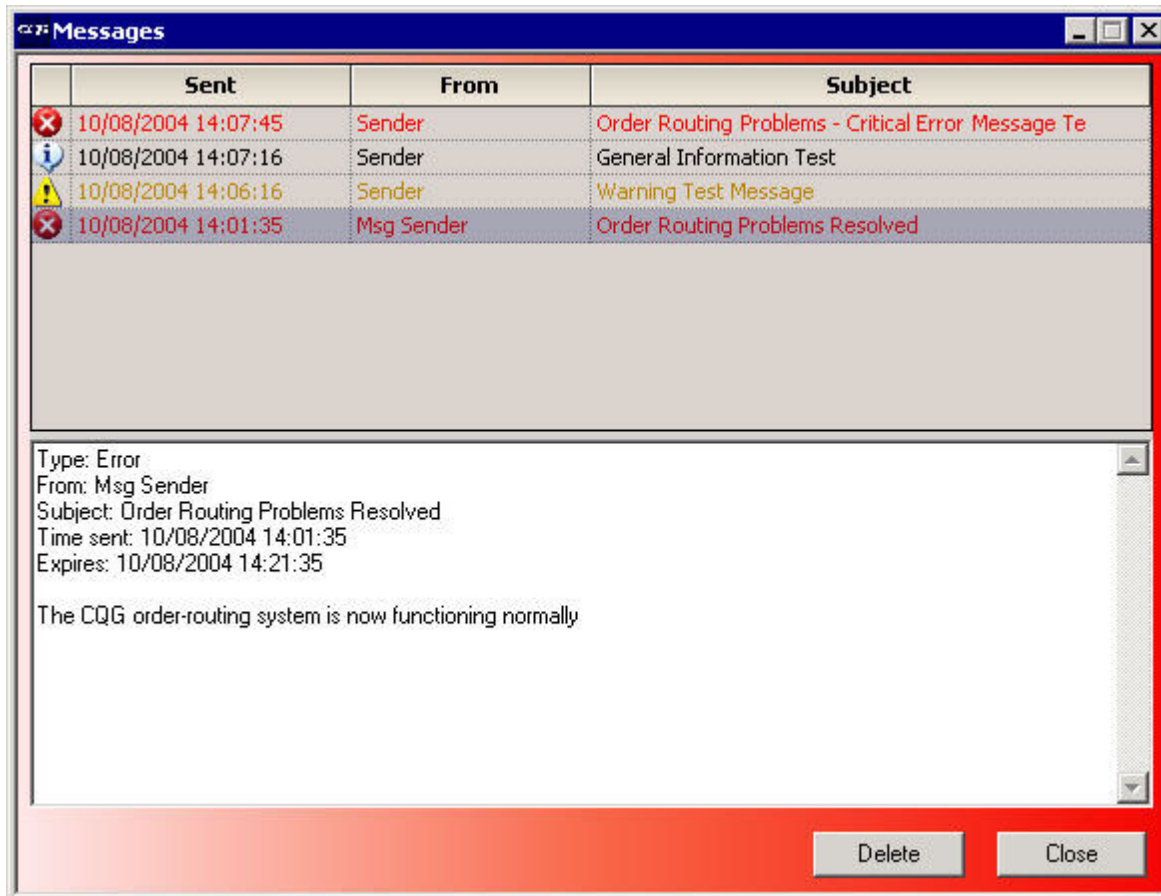 Messages
Sent From Subject
10/08/2004 14:07:45 Sender Order Routing Problems - Critical Error Message Te
10/08/2004 14:07:16 Sender General Information Test
10/08/2004 14:06:16 Sender Warning Test Message
10/08/2004 14:01:35 Msg Sender Order Routing Problems Resolved
Type: Error
From: Msg Sender
Subject: Order Routing Problems Resolved
Time sent: 10/08/2004 14:01:35
Expires: 10/08/2004 14:21:35
The CQG order-routing system is now functioning normally
Delete Close